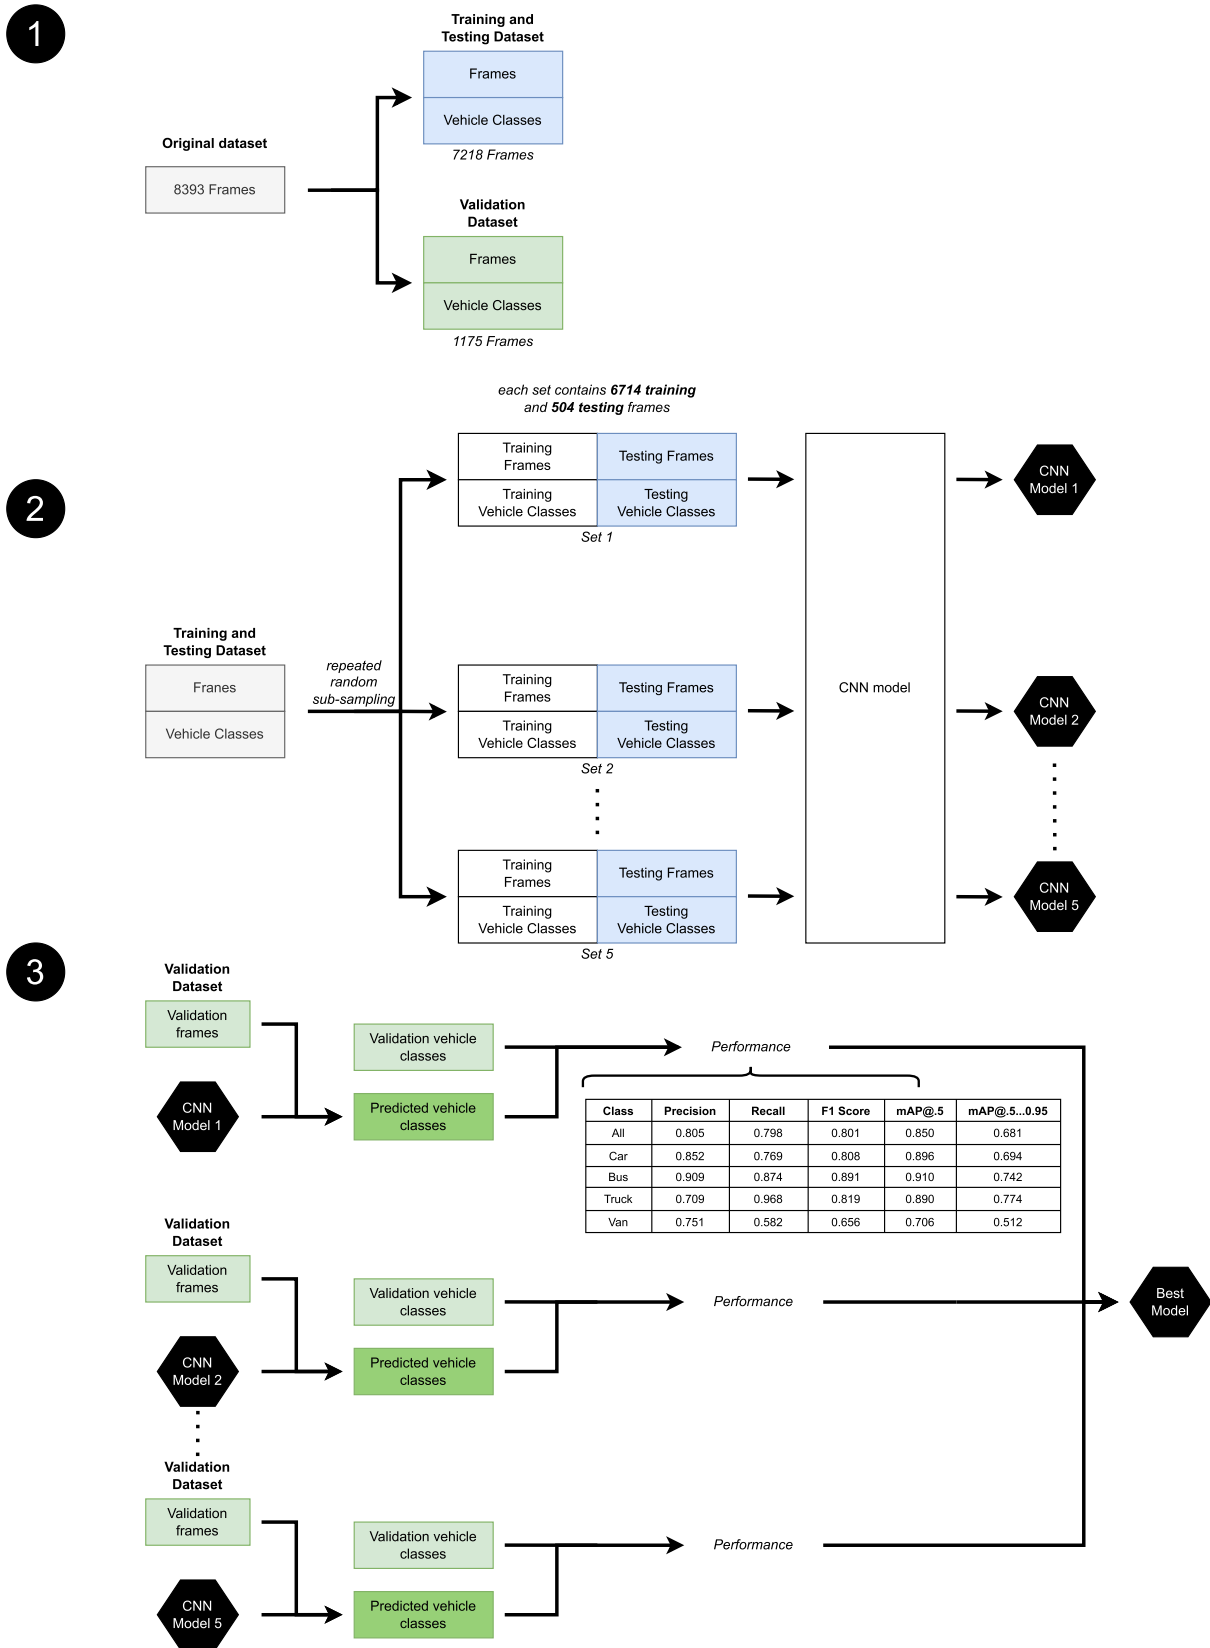 1
Training and
Testing Dataset
Frames
Vehicle Classes
7218 Frames
Original dataset
8393 Frames
Validation
Dataset
Frames
Vehicle Classes
1175 Frames
2
each set contains 6714 training
and 504 testing frames
Training
Frames
Testing Frames
Training
Vehicle Classes
Testing
Vehicle Classes
Set 1
CNN
Model 1
Training and
Testing Dataset
Franes
Vehicle Classes
repeated
random
sub-sampling
Training
Frames
Testing Frames
Training
Vehicle Classes
Testing
Vehicle Classes
Set 2
CNN model
CNN
Model 2
Training
Frames
Testing Frames
Training
Vehicle Classes
Testing
Vehicle Classes
Set 5
CNN
Model 5
3
Validation
Dataset
Validation
frames
CNN
Model 1
Validation vehicle
classes
Predicted vehicle
classes
Performance
Class Precision Recall F1 Score mAP@.5 mAP@.5...0.95
All 0.805 0.798 0.801 0.850 0.681
Car 0.852 0.769 0.808 0.896 0.694
Bus 0.909 0.874 0.891 0.910 0.742
Truck 0.709 0.968 0.819 0.890 0.774
Van 0.751 0.582 0.656 0.706 0.512
Validation
Dataset
Validation
frames
CNN
Model 2
Validation vehicle
classes
Predicted vehicle
classes
Performance
Best
Model
Validation
Dataset
Validation
frames
CNN
Model 5
Validation vehicle
classes
Predicted vehicle
classes
Performance